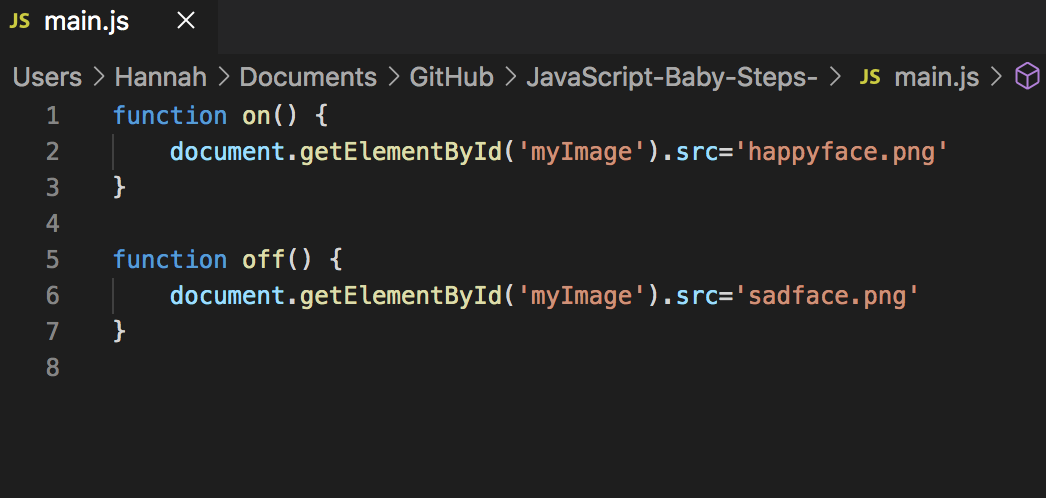 JS main.js ×
Users > Hannah > Documents > GitHub > JavaScript-Baby-Steps- > JS main.js >
1 function on() {
2     document.getElementById('myImage').src='happyface.png'
3 }
4
5 function off() {
6     document.getElementById('myImage').src='sadface.png'
7 }
8